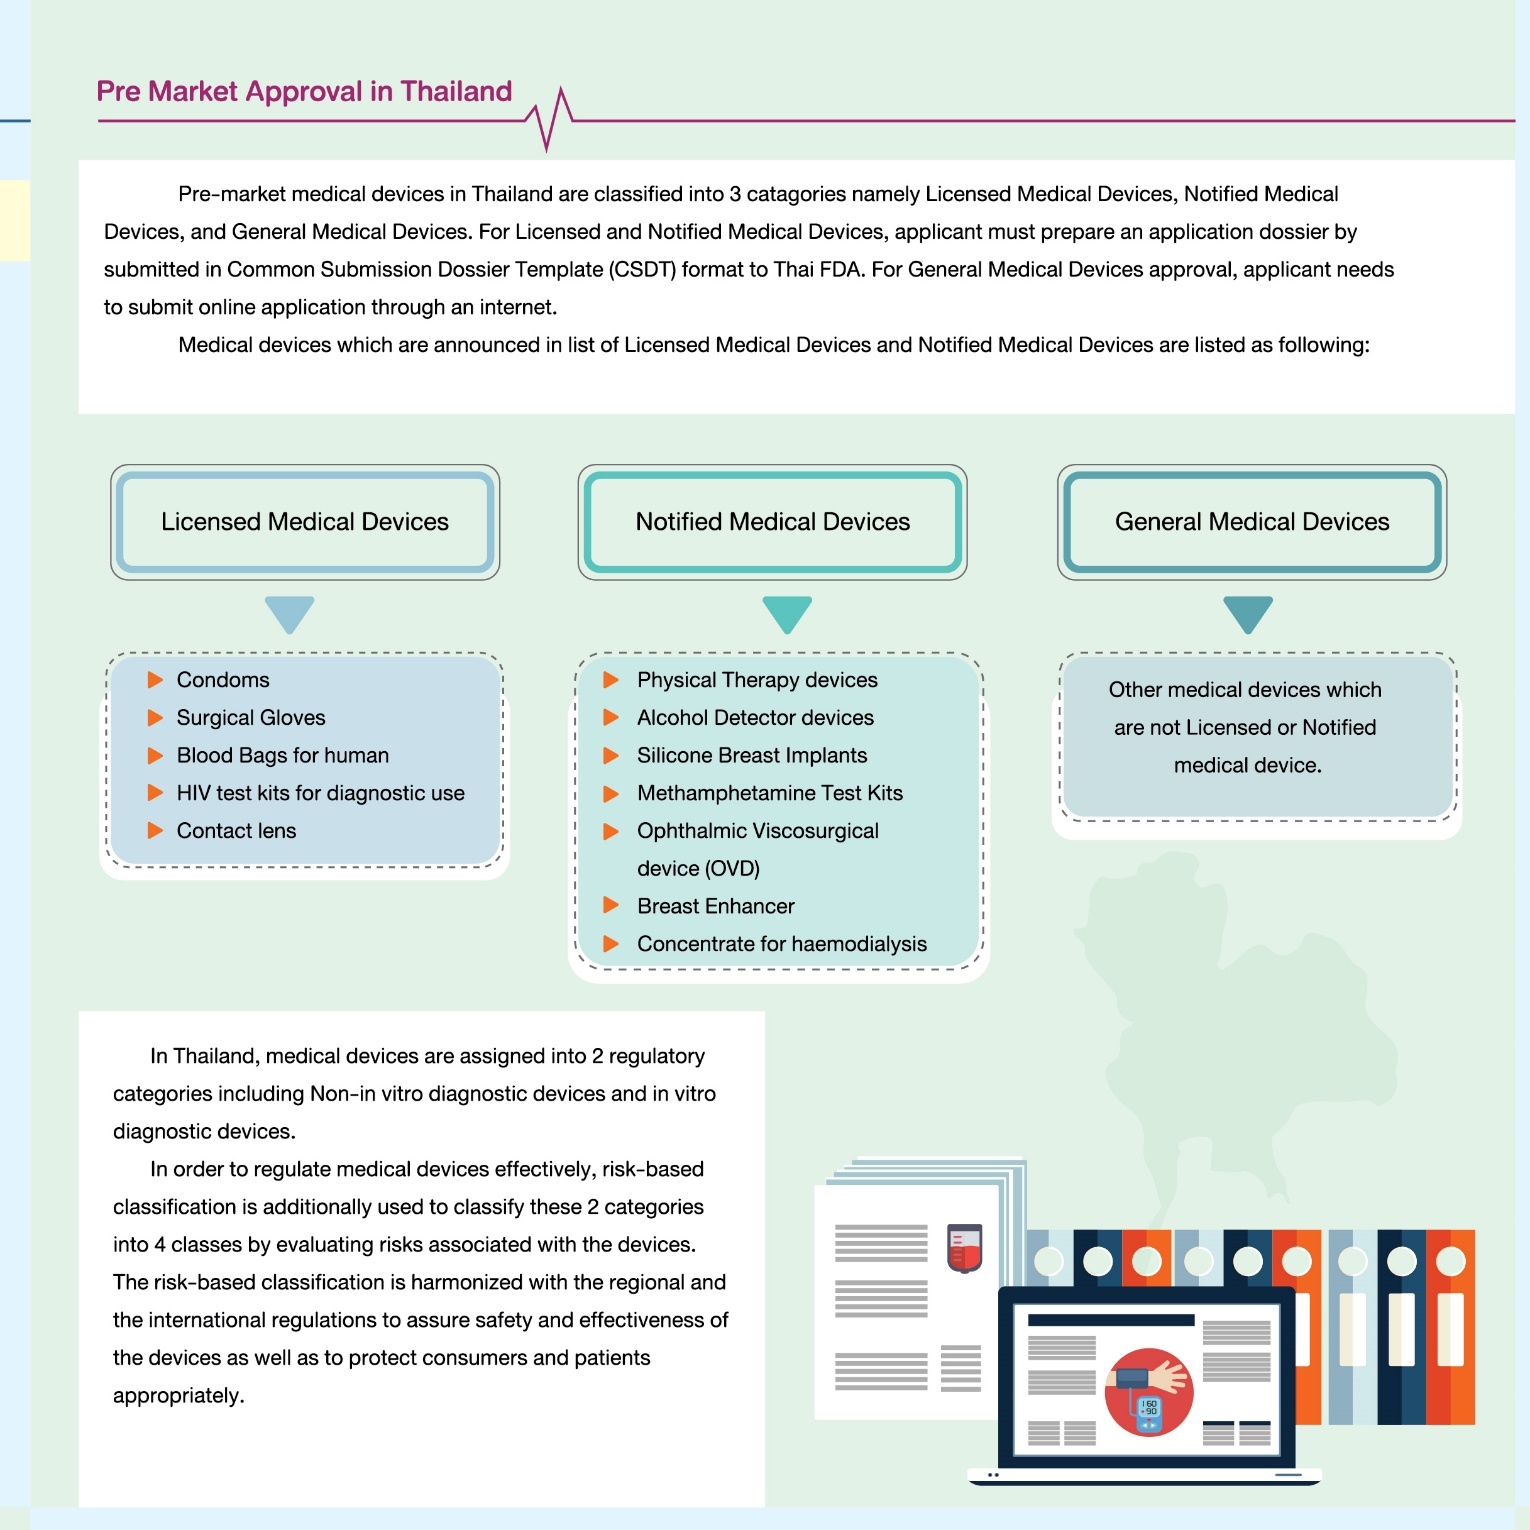 Pre Market Approval in Thailand
Pre-market medical devices in Thailand are classified into 3 catagories namely Licensed Medical Devices, Notified Medical
Devices, and General Medical Devices. For Licensed and Notified Medical Devices, applicant must prepare an application dossier by
submitted in Common Submission Dossier Template (CSDT) format to Thai FDA. For General Medical Devices approval, applicant needs
to submit online application through an internet.
Medical devices which are announced in list of Licensed Medical Devices and Notified Medical Devices are listed as following:
Licensed Medical Devices
Condoms
Surgical Gloves
Blood Bags for human
HIV test kits for diagnostic use
Contact lens
Notified Medical Devices
Physical Therapy devices
Alcohol Detector devices
Silicone Breast Implants
Methamphetamine Test Kits
Ophthalmic Viscosurgical
device (OVD)
Breast Enhancer
Concentrate for haemodialysis
General Medical Devices
Other medical devices which
are not Licensed or Notified
medical device.
In Thailand, medical devices are assigned into 2 regulatory
categories including Non-in vitro diagnostic devices and in vitro
diagnostic devices.
In order to regulate medical devices effectively, risk-based
classification is additionally used to classify these 2 categories
into 4 classes by evaluating risks associated with the devices.
The risk-based classification is harmonized with the regional and
the international regulations to assure safety and effectiveness of
the devices as well as to protect consumers and patients
appropriately.
160
90